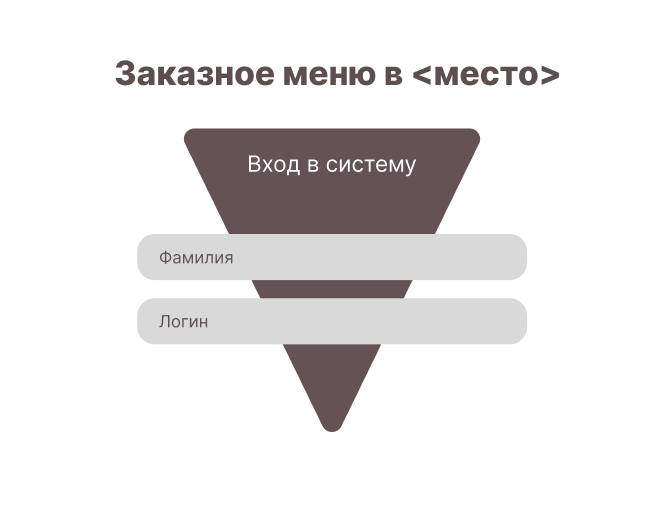 Заказное меню в <место>
Вход в систему
Фамилия
Логин